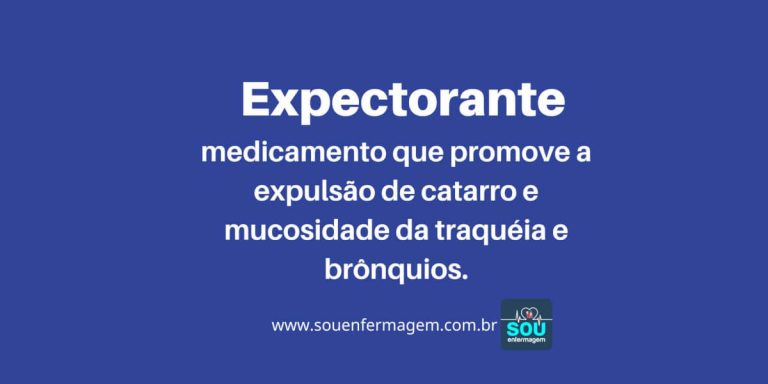 Expectorante
medicamento que promove a
expulsão de catarro e
mucosidade da traquéia e
brônquios.
www.souenfermagem.com.br
SOU
enfermagem